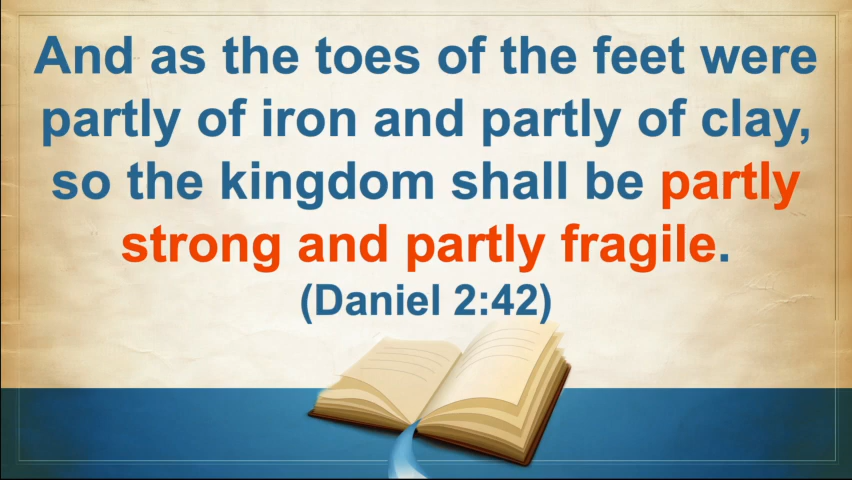 And as the toes of the feet were
partly of iron and partly of clay,
so the kingdom shall be partly
strong and partly fragile.
(Daniel 2:42)